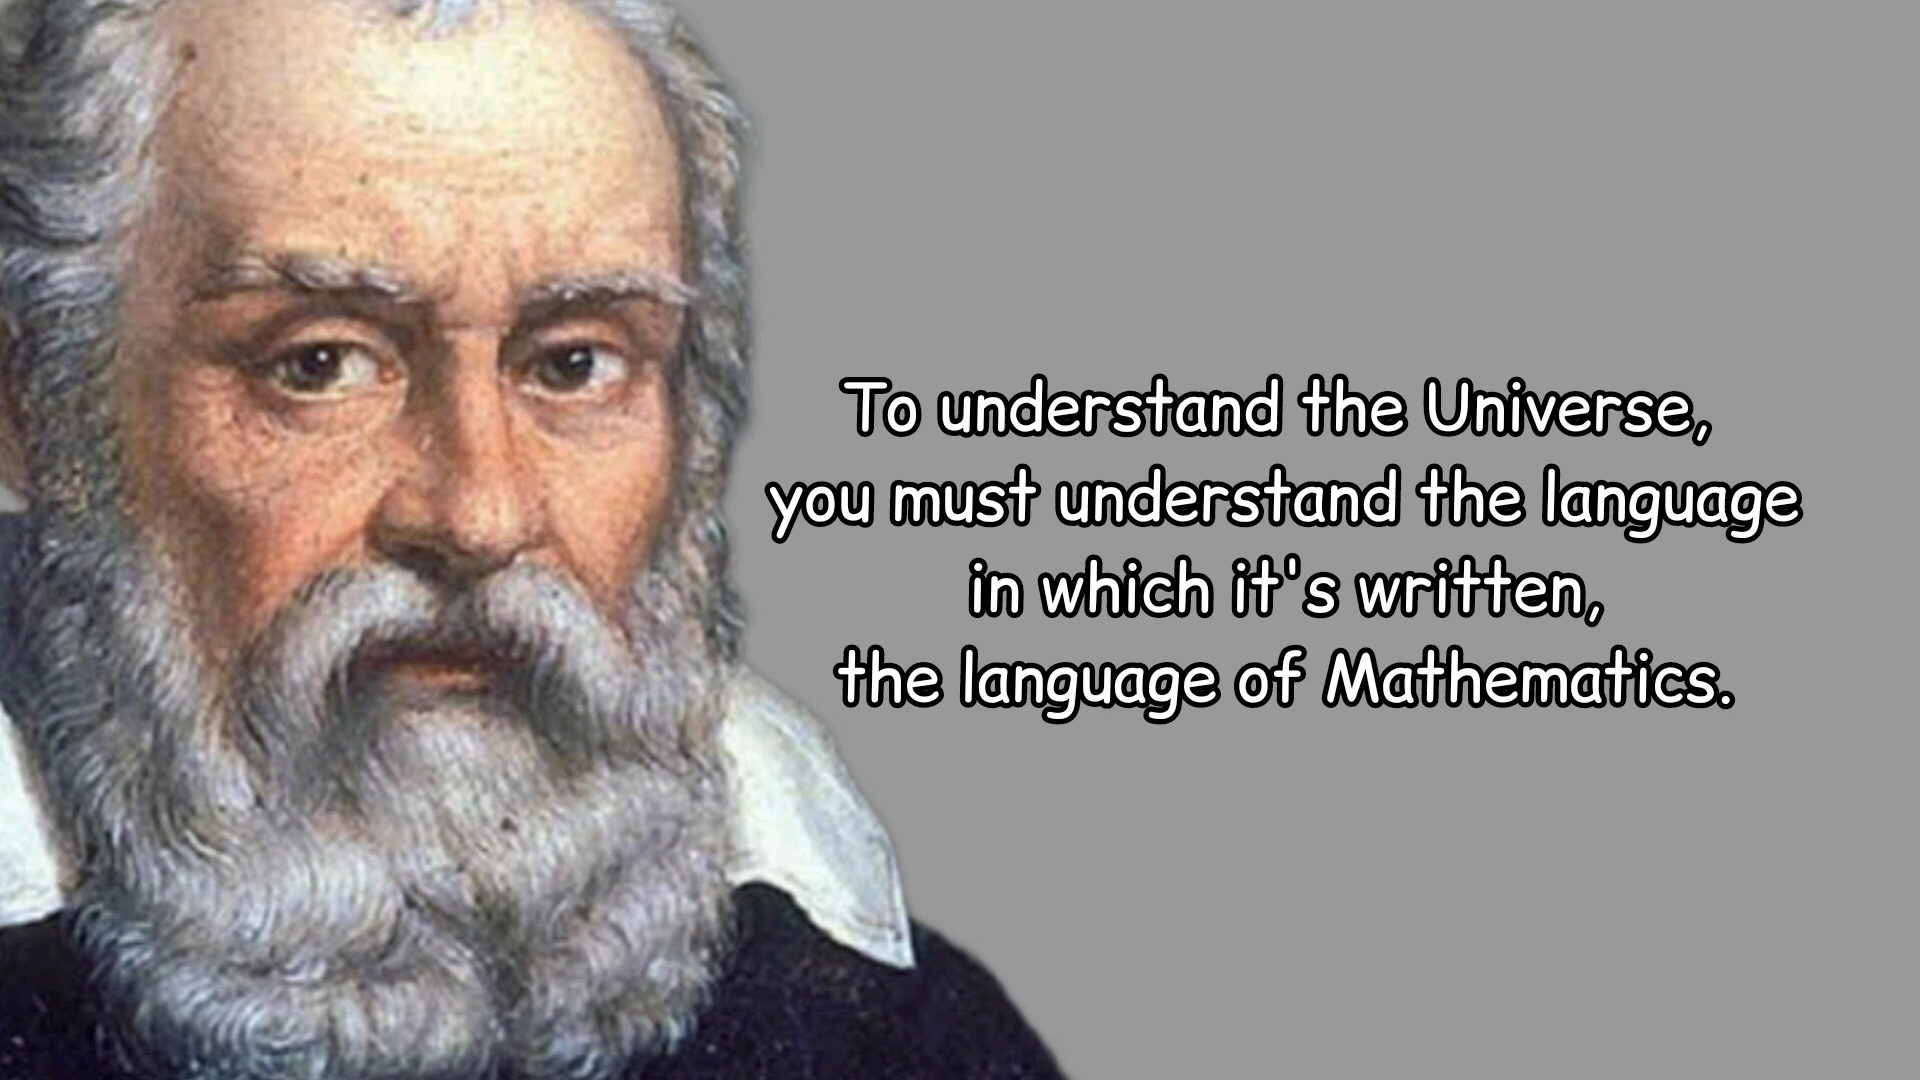 To understand the Universe,
you must understand the language
in which it's written,
the language of Mathematics.